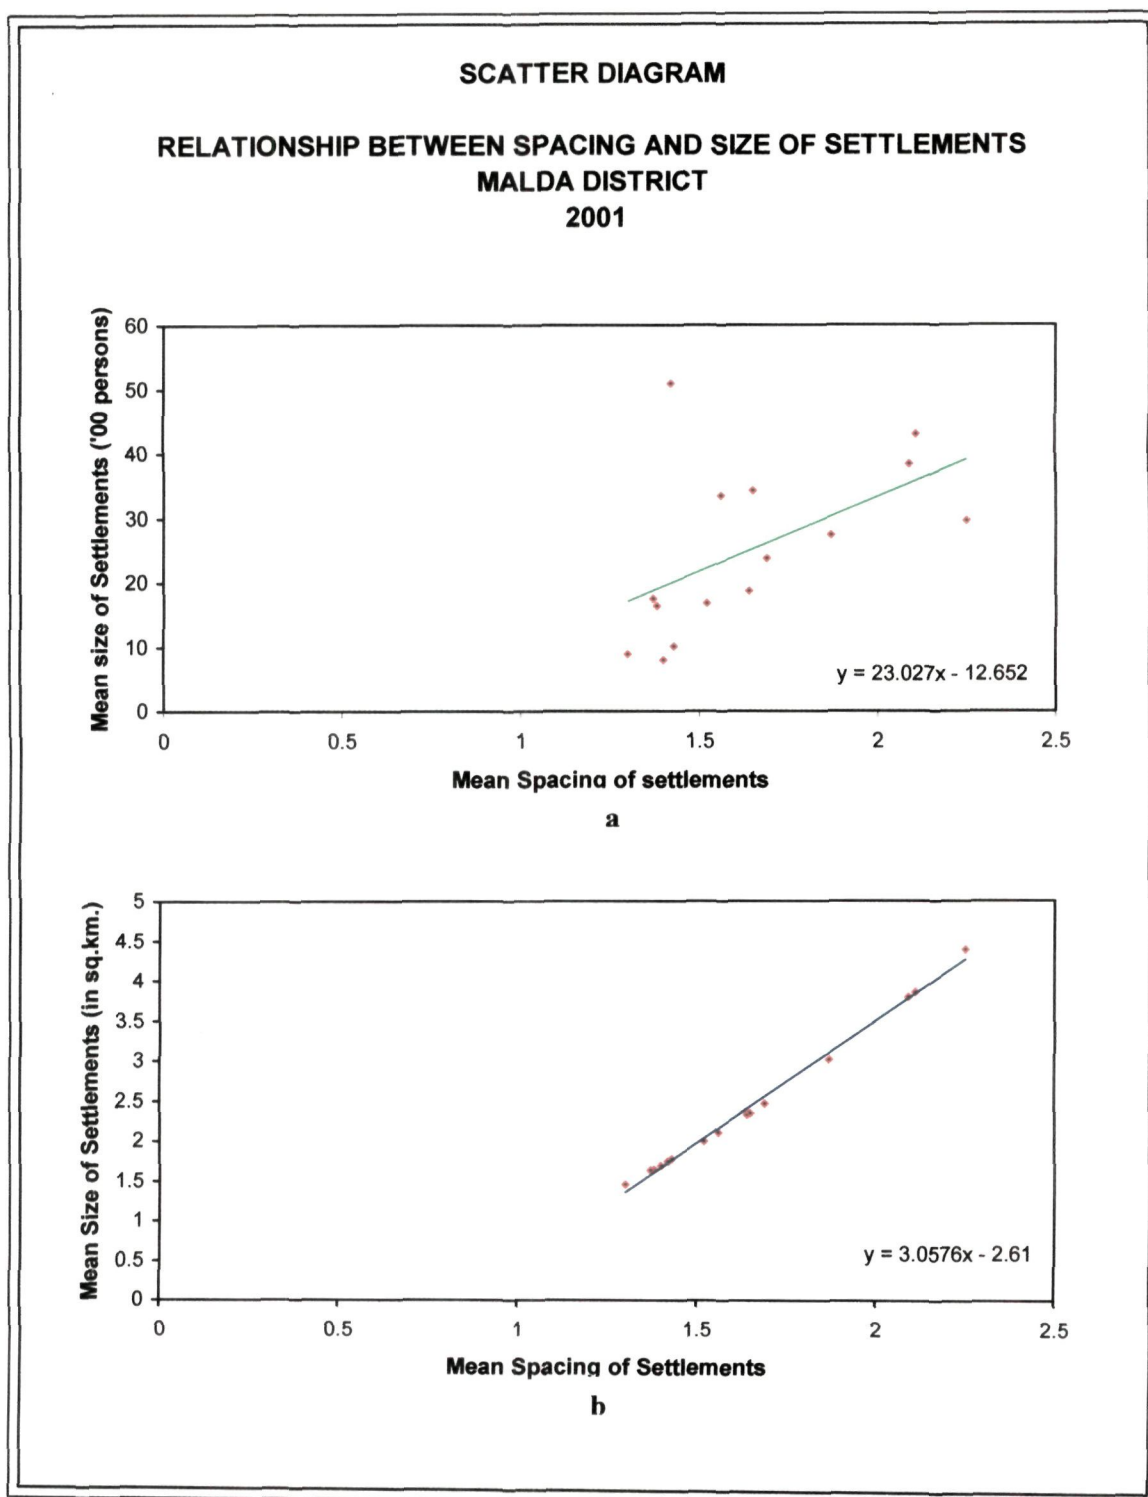 SCATTER DIAGRAM
RELATIONSHIP BETWEEN SPACING AND SIZE OF SETTLEMENTS
MALDA DISTRICT
2001
Mean size of Settlements ('00 persons)
60
50
40
30
20
10
0
y = 23.027x - 12.652
0 0.5 1 1.5 2 2.5
Mean Spacing of settlements
a
Mean Size of Settlements (in sq.km.)
5
4.5
4
3.5
3
2.5
2
1.5
1
0.5
0
y = 3.0576x - 2.61
0 0.5 1 1.5 2 2.5
Mean Spacing of Settlements
b